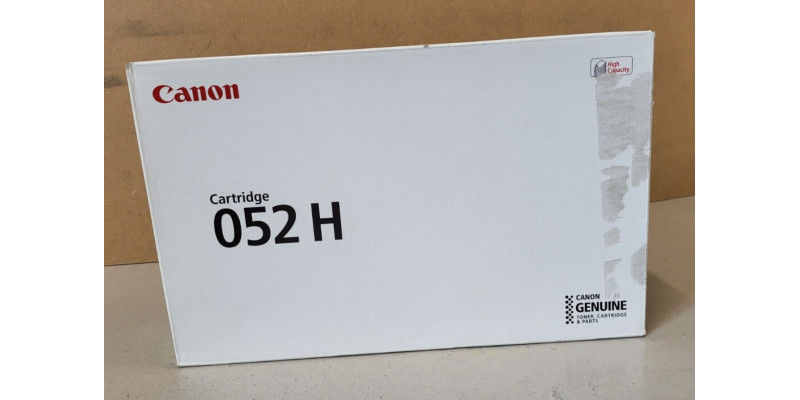 Canon
High
Capacity
Cartridge
052 H
CANON
GENUINE
TONER, CARTRIDGE
& PARTS